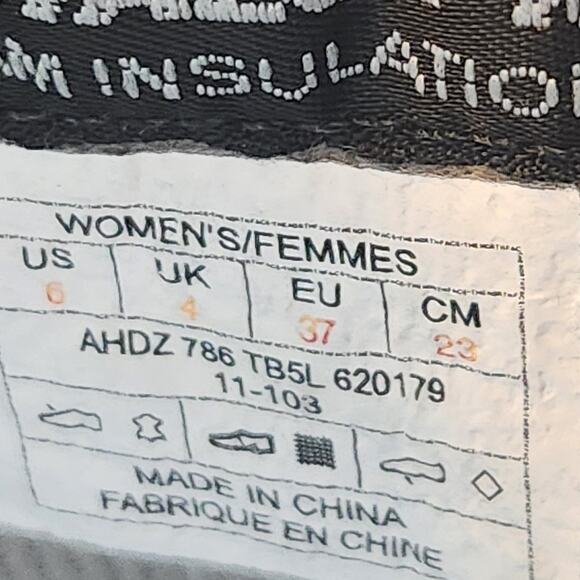 M INSULATIO
WOMEN'S/FEMMES
US UK EU CM
6 4 37 23
AHDZ 786 TB5L 620179
11-103
MADE IN CHINA
FABRIQUE EN CHINE